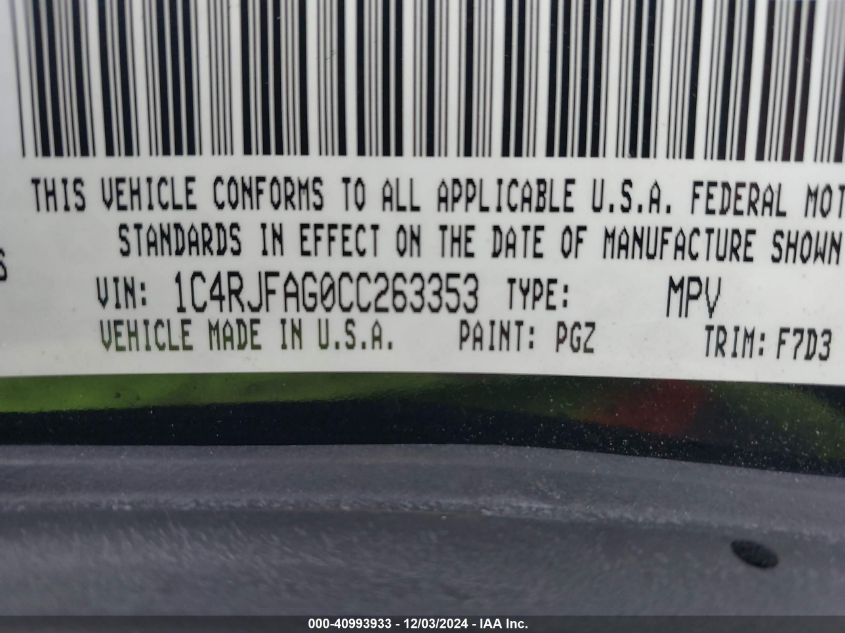 THIS VEHICLE CONFORMS TO ALL APPLICABLE U.S.A. FEDERAL MOT
STANDARDS IN EFFECT ON THE DATE OF MANUFACTURE SHOWN
S
VIN: 1C4RJFAG0CC263353 TYPE: MPV
VEHICLE MADE IN U.S.A. PAINT: PGZ TRIM: F7D3
000-40993933 - 12/03/2024 - IAA Inc.